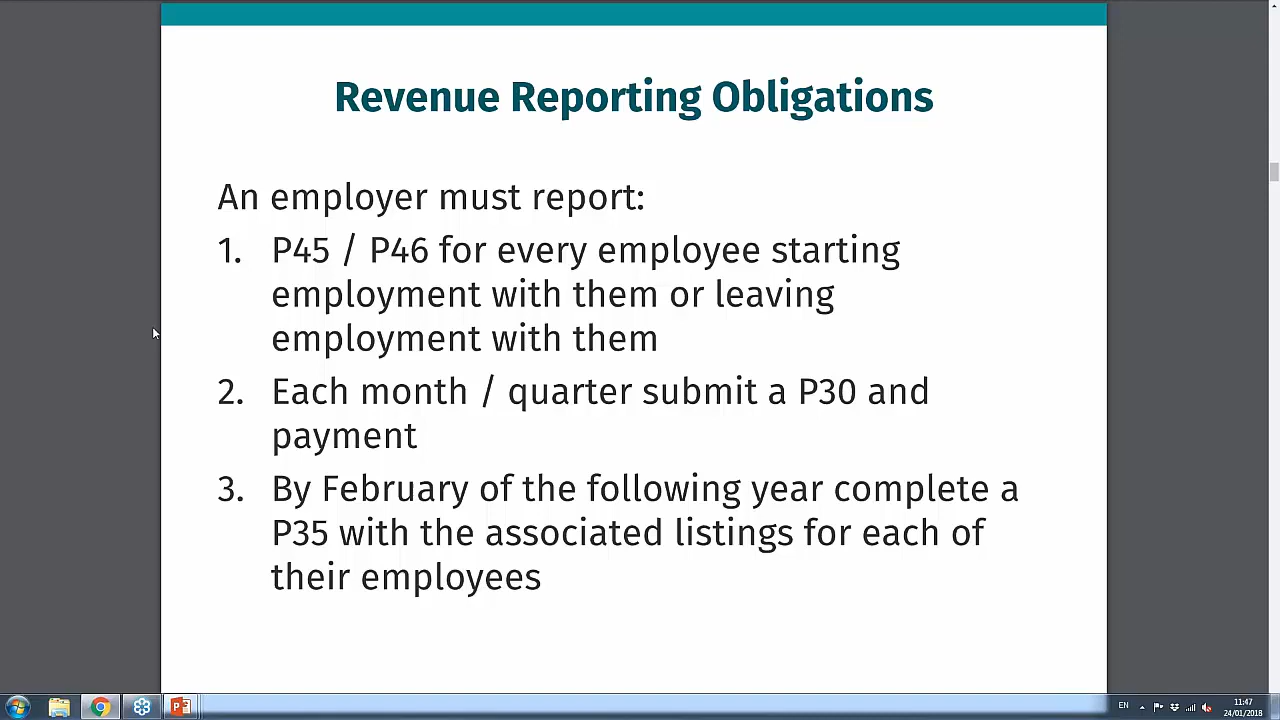 Revenue Reporting Obligations
An employer must report:
1. P45 / P46 for every employee starting
employment with them or leaving
employment with them
2. Each month / quarter submit a P30 and
payment
3. By February of the following year complete a
P35 with the associated listings for each of
their employees
EN
11:47
24/01/2018